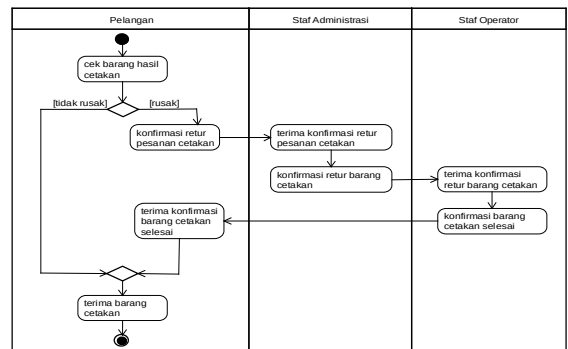 Pelangan
Staf Administrasi
Staf Operator
cek barang hasil
cetakan
[tidak rusak]
[rusak]
konfirmasi retur
pesanan cetakan
terima konfirmasi retur
pesanan cetakan
konfirmasi retur barang
cetakan
terima konfirmasi
retur barang cetakan
konfirmasi barang
cetakan selesai
terima konfirmasi
barang cetakan
selesai
terima barang
cetakan